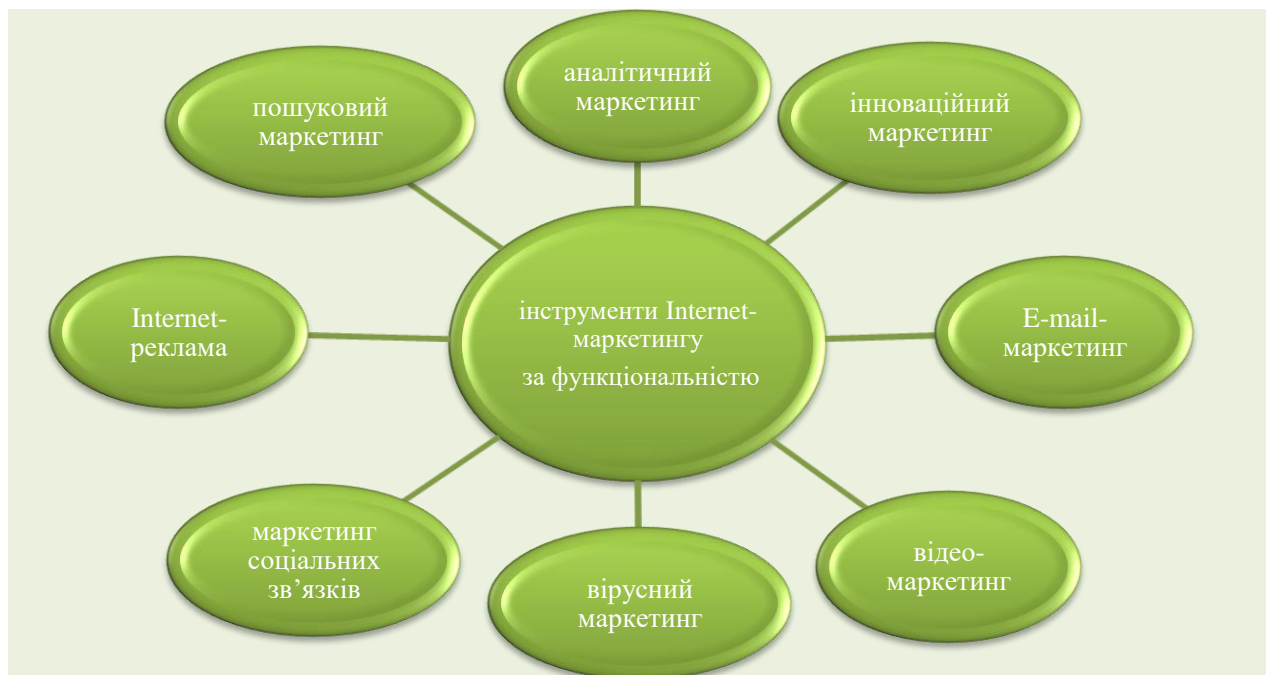 аналітичний
маркетинг
пошуковий
маркетинг
інноваційний
маркетинг
Internet-
реклама
інструменти Internet-
маркетингу
за функціональністю
E-mail-
маркетинг
маркетинг
соціальних
зв’язків
вірусний
маркетинг
відео-
маркетинг